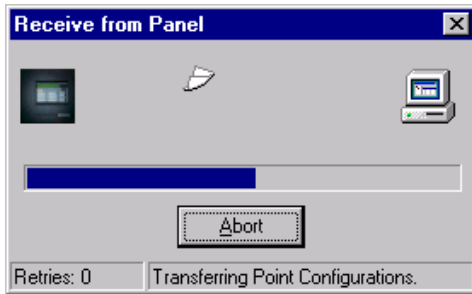 Receive from Panel
Abort
Retries: 0
Transferring Point Configurations.